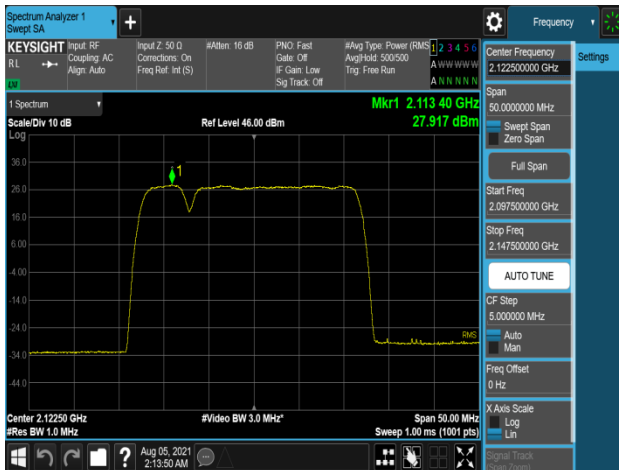 Spectrum Analyzer 1
Swept SA
Frequency
KEYSIGHT
RL
Input: RF
Coupling: AC
Align: Auto
Input Z: 50 Ω
Corrections: On
Freq Ref: Int (S)
#Atten: 16 dB
PNO: Fast
Gate: Off
IF Gain: Low
Sig Track: Off
#Avg Type: Power (RMS
Avg|Hold: 500/500
Trig: Free Run
1 2 3 4 5 6
A W W W W W
A N N N N N
1 Spectrum
Scale/Div 10 dB
Ref Level 46.00 dBm
Mkr1 2.113 40 GHz
27.917 dBm
Log
36.0
26.0
16.0
6.00
-4.00
-14.0
-24.0
-34.0
-44.0
1
RMS
Center 2.12250 GHz
#Res BW 1.0 MHz
#Video BW 3.0 MHz*
Span 50.00 MHz
Sweep 1.00 ms (1001 pts)
Center Frequency
2.122500000 GHz
Settings
Span
50.0000000 MHz
Swept Span
Zero Span
Full Span
Start Freq
2.097500000 GHz
Stop Freq
2.147500000 GHz
AUTO TUNE
CF Step
5.000000 MHz
Auto
Man
Freq Offset
0 Hz
X Axis Scale
Log
Lin
Signal Track
(Span Zoom)
Aug 05, 2021
2:13:50 AM